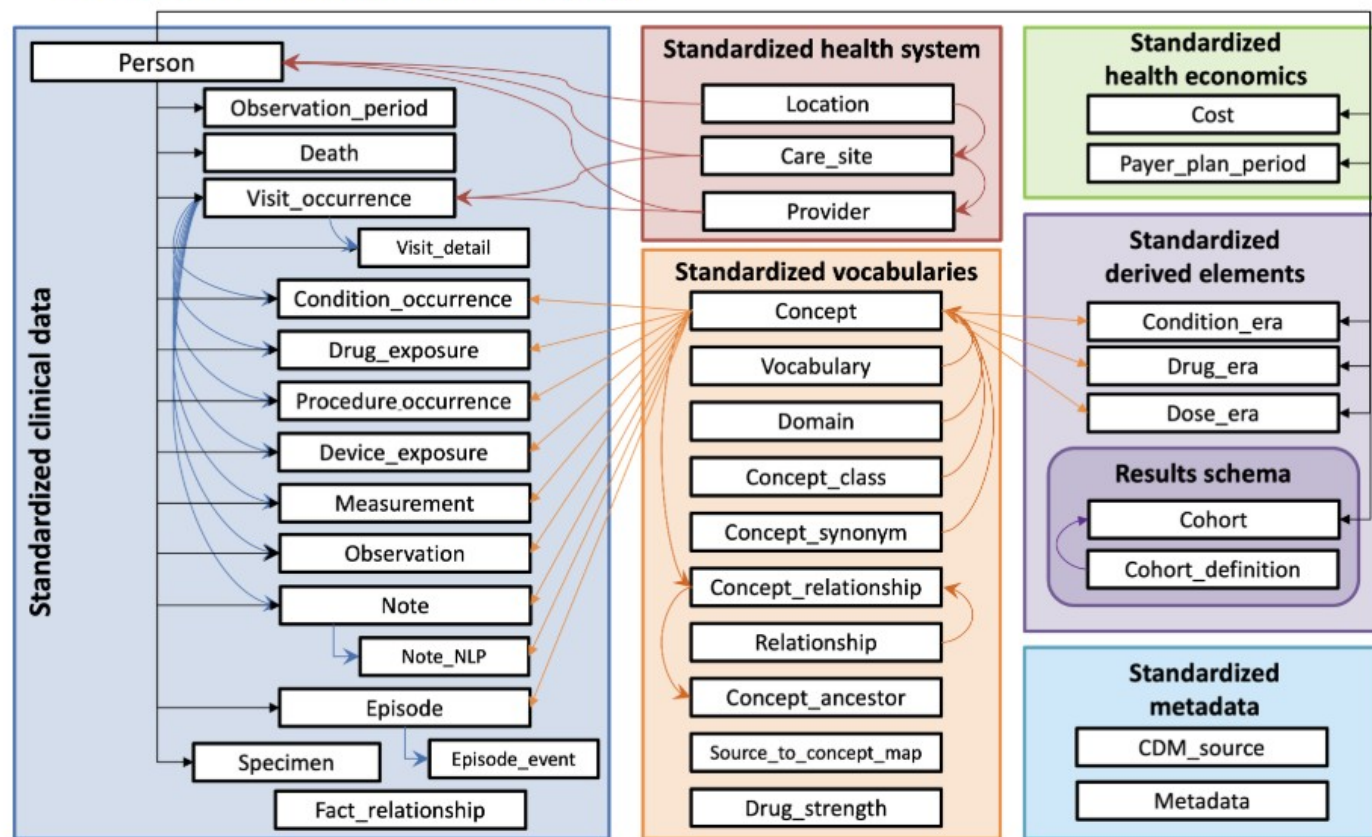 Standardized clinical data
Person
Observation_period
Death
Visit_occurrence
Visit_detail
Condition_occurrence
Drug_exposure
Procedure_occurrence
Device_exposure
Measurement
Observation
Note
Note_NLP
Episode
Episode_event
Specimen
Fact_relationship
Standardized health system
Location
Care_site
Provider
Standardized vocabularies
Concept
Vocabulary
Domain
Concept_class
Concept_synonym
Concept_relationship
Relationship
Concept_ancestor
Source_to_concept_map
Drug_strength
Standardized
health economics
Cost
Payer_plan_period
Standardized
derived elements
Condition_era
Drug_era
Dose_era
Results schema
Cohort
Cohort_definition
Standardized
metadata
CDM_source
Metadata